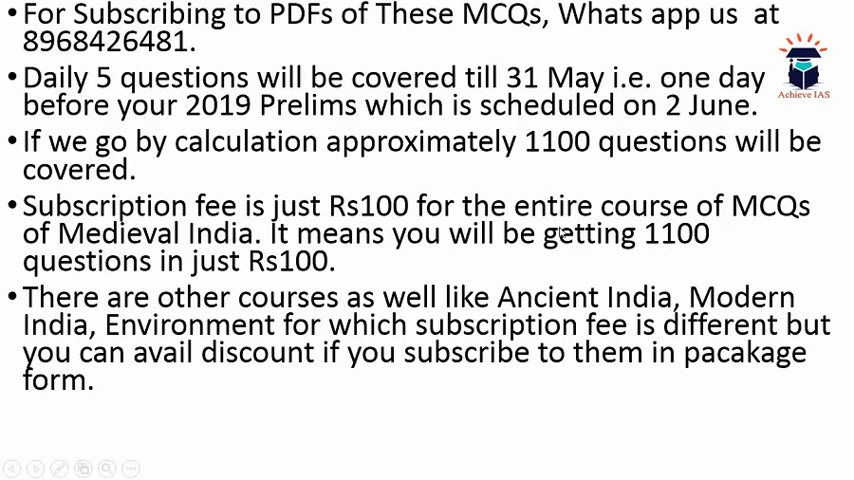 • For Subscribing to PDFs of These MCQs, Whats app us at
8968426481.
• Daily 5 questions will be covered till 31 May i.e. one day
before your 2019 Prelims which is scheduled on 2 June.
• If we go by calculation approximately 1100 questions will be
covered.
• Subscription fee is just Rs100 for the entire course of MCQs
of Medieval India. It means you will be getting 1100
questions in just Rs100.
• There are other courses as well like Ancient India, Modern
India, Environment for which subscription fee is different but
you can avail discount if you subscribe to them in pacakage
form.
Achieve IAS